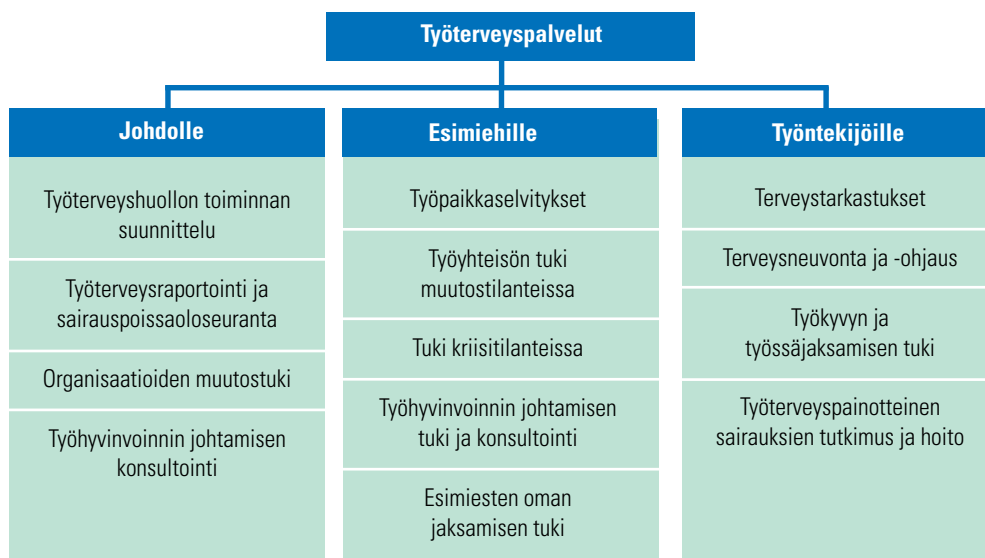 Työterveyspalvelut
Johdolle
Työterveyshuollon toiminnan
suunnittelu
Työterveysraportointi ja
sairauspoissaoloseuranta
Organisaatioiden muutostuki
Työhyvinvoinnin johtamisen
konsultointi
Esimiehille
Työpaikkaselvitykset
Työyhteisön tuki
muutostilanteissa
Tuki kriisitilanteissa
Työhyvinvoinnin johtamisen
tuki ja konsultointi
Esimiesten oman
jaksamisen tuki
Työntekijöille
Terveystarkastukset
Terveysneuvonta ja -ohjaus
Työkyvyn ja
työssäjaksamisen tuki
Työterveyspainotteinen
sairauksien tutkimus ja hoito